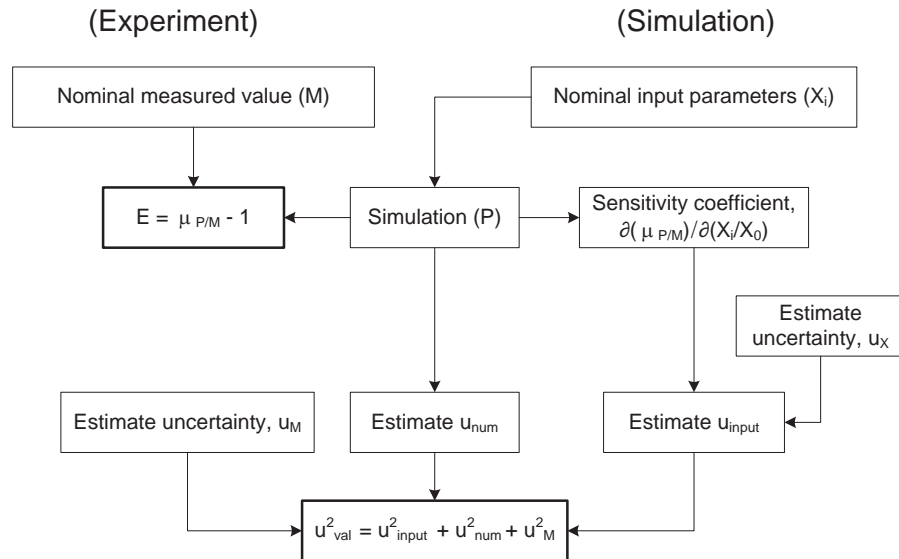 (Experiment)
(Simulation)
Nominal measured value (M)
Nominal input parameters (Xᵢ)
E = μ P/M - 1
Simulation (P)
Sensitivity coefficient,
∂( μ P/M)/∂(Xᵢ/X₀)
Estimate
uncertainty, uX
Estimate uncertainty, uM
Estimate unum
Estimate uinput
u²val = u²input + u²num + u²M